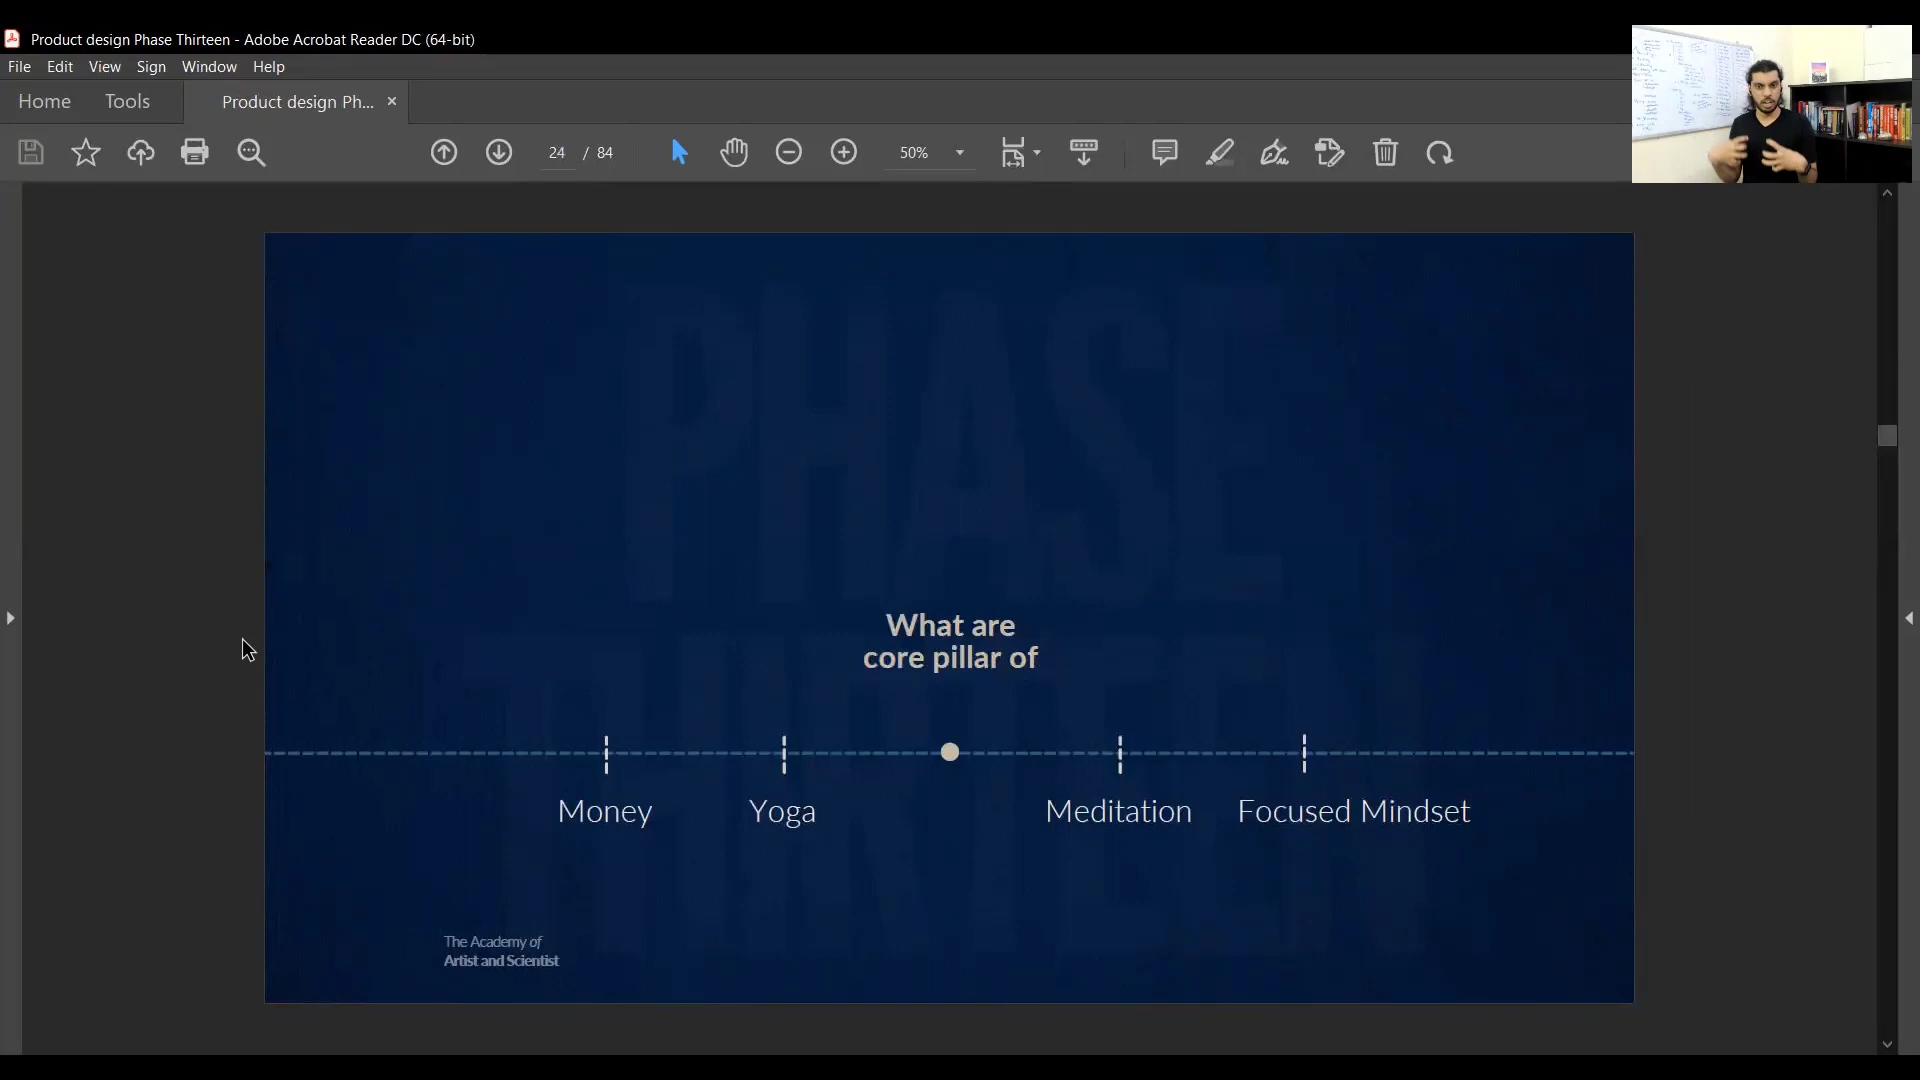 Product design Phase Thirteen - Adobe Acrobat Reader DC (64-bit)
File Edit View Sign Window Help
Home Tools Product design Ph... ×
24 / 84 50%
PHASE
THIRTEEN
What are
core pillar of
Money Yoga Meditation Focused Mindset
The Academy of
Artist and Scientist